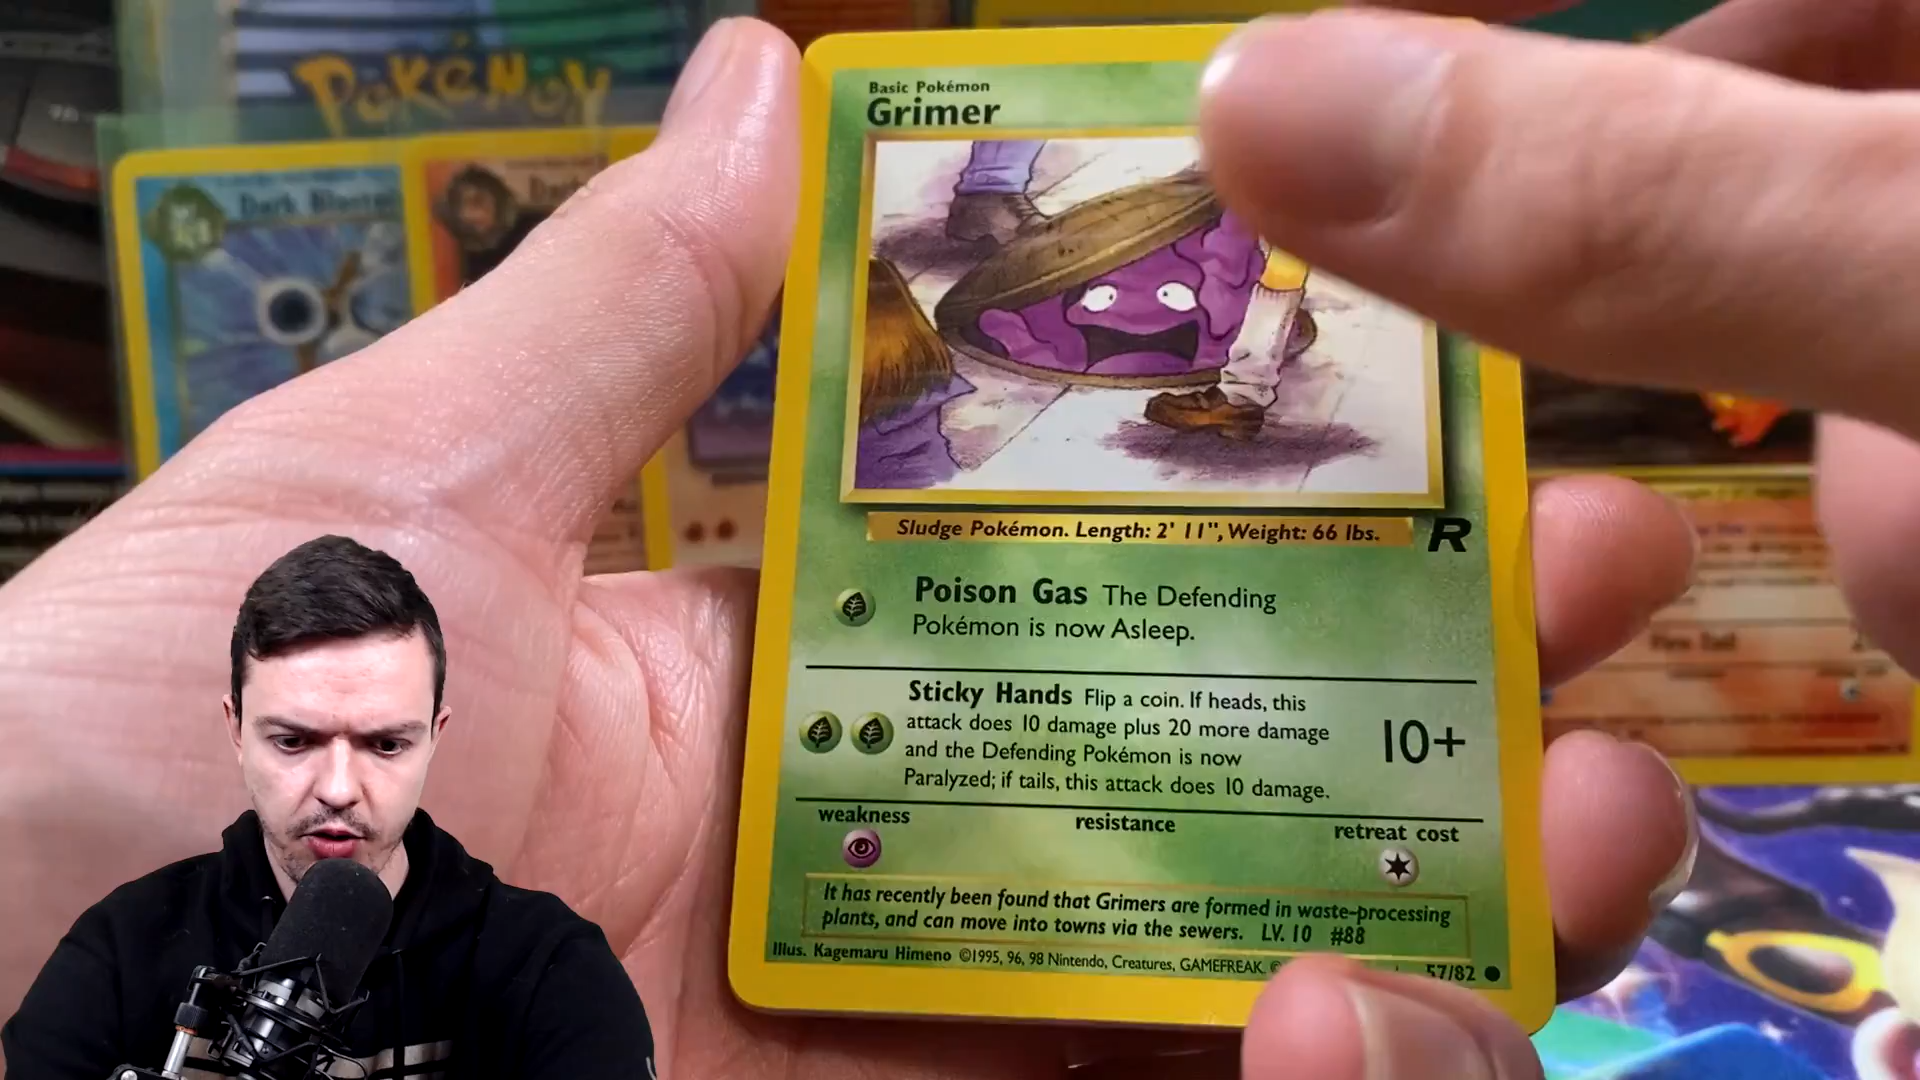 POKéMON
Dark Blastoi
Dark
Basic Pokémon
Grimer
Sludge Pokémon. Length: 2' 11", Weight: 66 lbs.
R
Poison Gas The Defending
Pokémon is now Asleep.
Sticky Hands Flip a coin. If heads, this
attack does 10 damage plus 20 more damage
and the Defending Pokémon is now
Paralyzed; if tails, this attack does 10 damage.
10+
weakness
resistance
retreat cost
It has recently been found that Grimers are formed in waste-processing
plants, and can move into towns via the sewers. LV. 10 #88
Illus. Kagemaru Himeno ©1995, 96, 98 Nintendo, Creatures, GAMEFREAK. ©
57/82